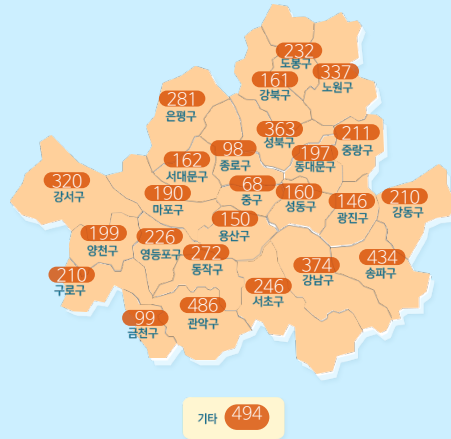 232
도봉구
337
노원구
161
강북구
281
은평구
363
성북구
211
중랑구
98
종로구
197
동대문구
162
서대문구
320
강서구
68
중구
190
마포구
160
성동구
146
광진구
210
강동구
150
용산구
199
양천구
226
영등포구
272
동작구
434
송파구
374
강남구
210
구로구
246
서초구
486
관악구
99
금천구
기타 494